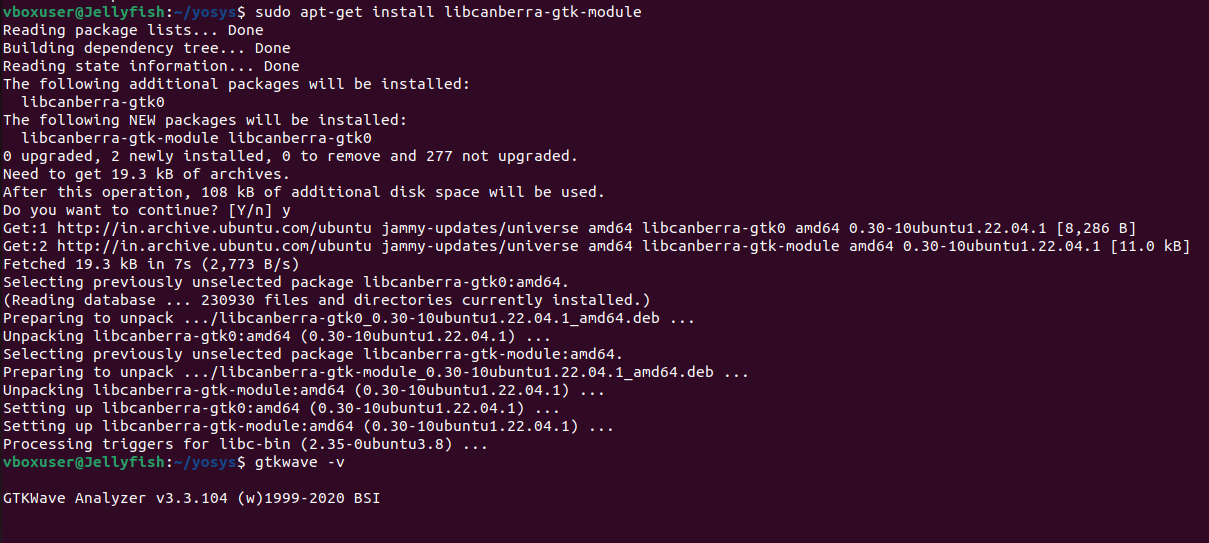 vboxuser@Jellyfish:~/yosys$ sudo apt-get install libcanberra-gtk-module
Reading package lists... Done
Building dependency tree... Done
Reading state information... Done
The following additional packages will be installed:
  libcanberra-gtk0
The following NEW packages will be installed:
  libcanberra-gtk-module libcanberra-gtk0
0 upgraded, 2 newly installed, 0 to remove and 277 not upgraded.
Need to get 19.3 kB of archives.
After this operation, 108 kB of additional disk space will be used.
Do you want to continue? [Y/n] y
Get:1 http://in.archive.ubuntu.com/ubuntu jammy-updates/universe amd64 libcanberra-gtk0 amd64 0.30-10ubuntu1.22.04.1 [8,286 B]
Get:2 http://in.archive.ubuntu.com/ubuntu jammy-updates/universe amd64 libcanberra-gtk-module amd64 0.30-10ubuntu1.22.04.1 [11.0 kB]
Fetched 19.3 kB in 7s (2,773 B/s)
Selecting previously unselected package libcanberra-gtk0:amd64.
(Reading database ... 230930 files and directories currently installed.)
Preparing to unpack .../libcanberra-gtk0_0.30-10ubuntu1.22.04.1_amd64.deb ...
Unpacking libcanberra-gtk0:amd64 (0.30-10ubuntu1.22.04.1) ...
Selecting previously unselected package libcanberra-gtk-module:amd64.
Preparing to unpack .../libcanberra-gtk-module_0.30-10ubuntu1.22.04.1_amd64.deb ...
Unpacking libcanberra-gtk-module:amd64 (0.30-10ubuntu1.22.04.1) ...
Setting up libcanberra-gtk0:amd64 (0.30-10ubuntu1.22.04.1) ...
Setting up libcanberra-gtk-module:amd64 (0.30-10ubuntu1.22.04.1) ...
Processing triggers for libc-bin (2.35-0ubuntu3.8) ...
vboxuser@Jellyfish:~/yosys$ gtkwave -v
GTKWave Analyzer v3.3.104 (w)1999-2020 BSI